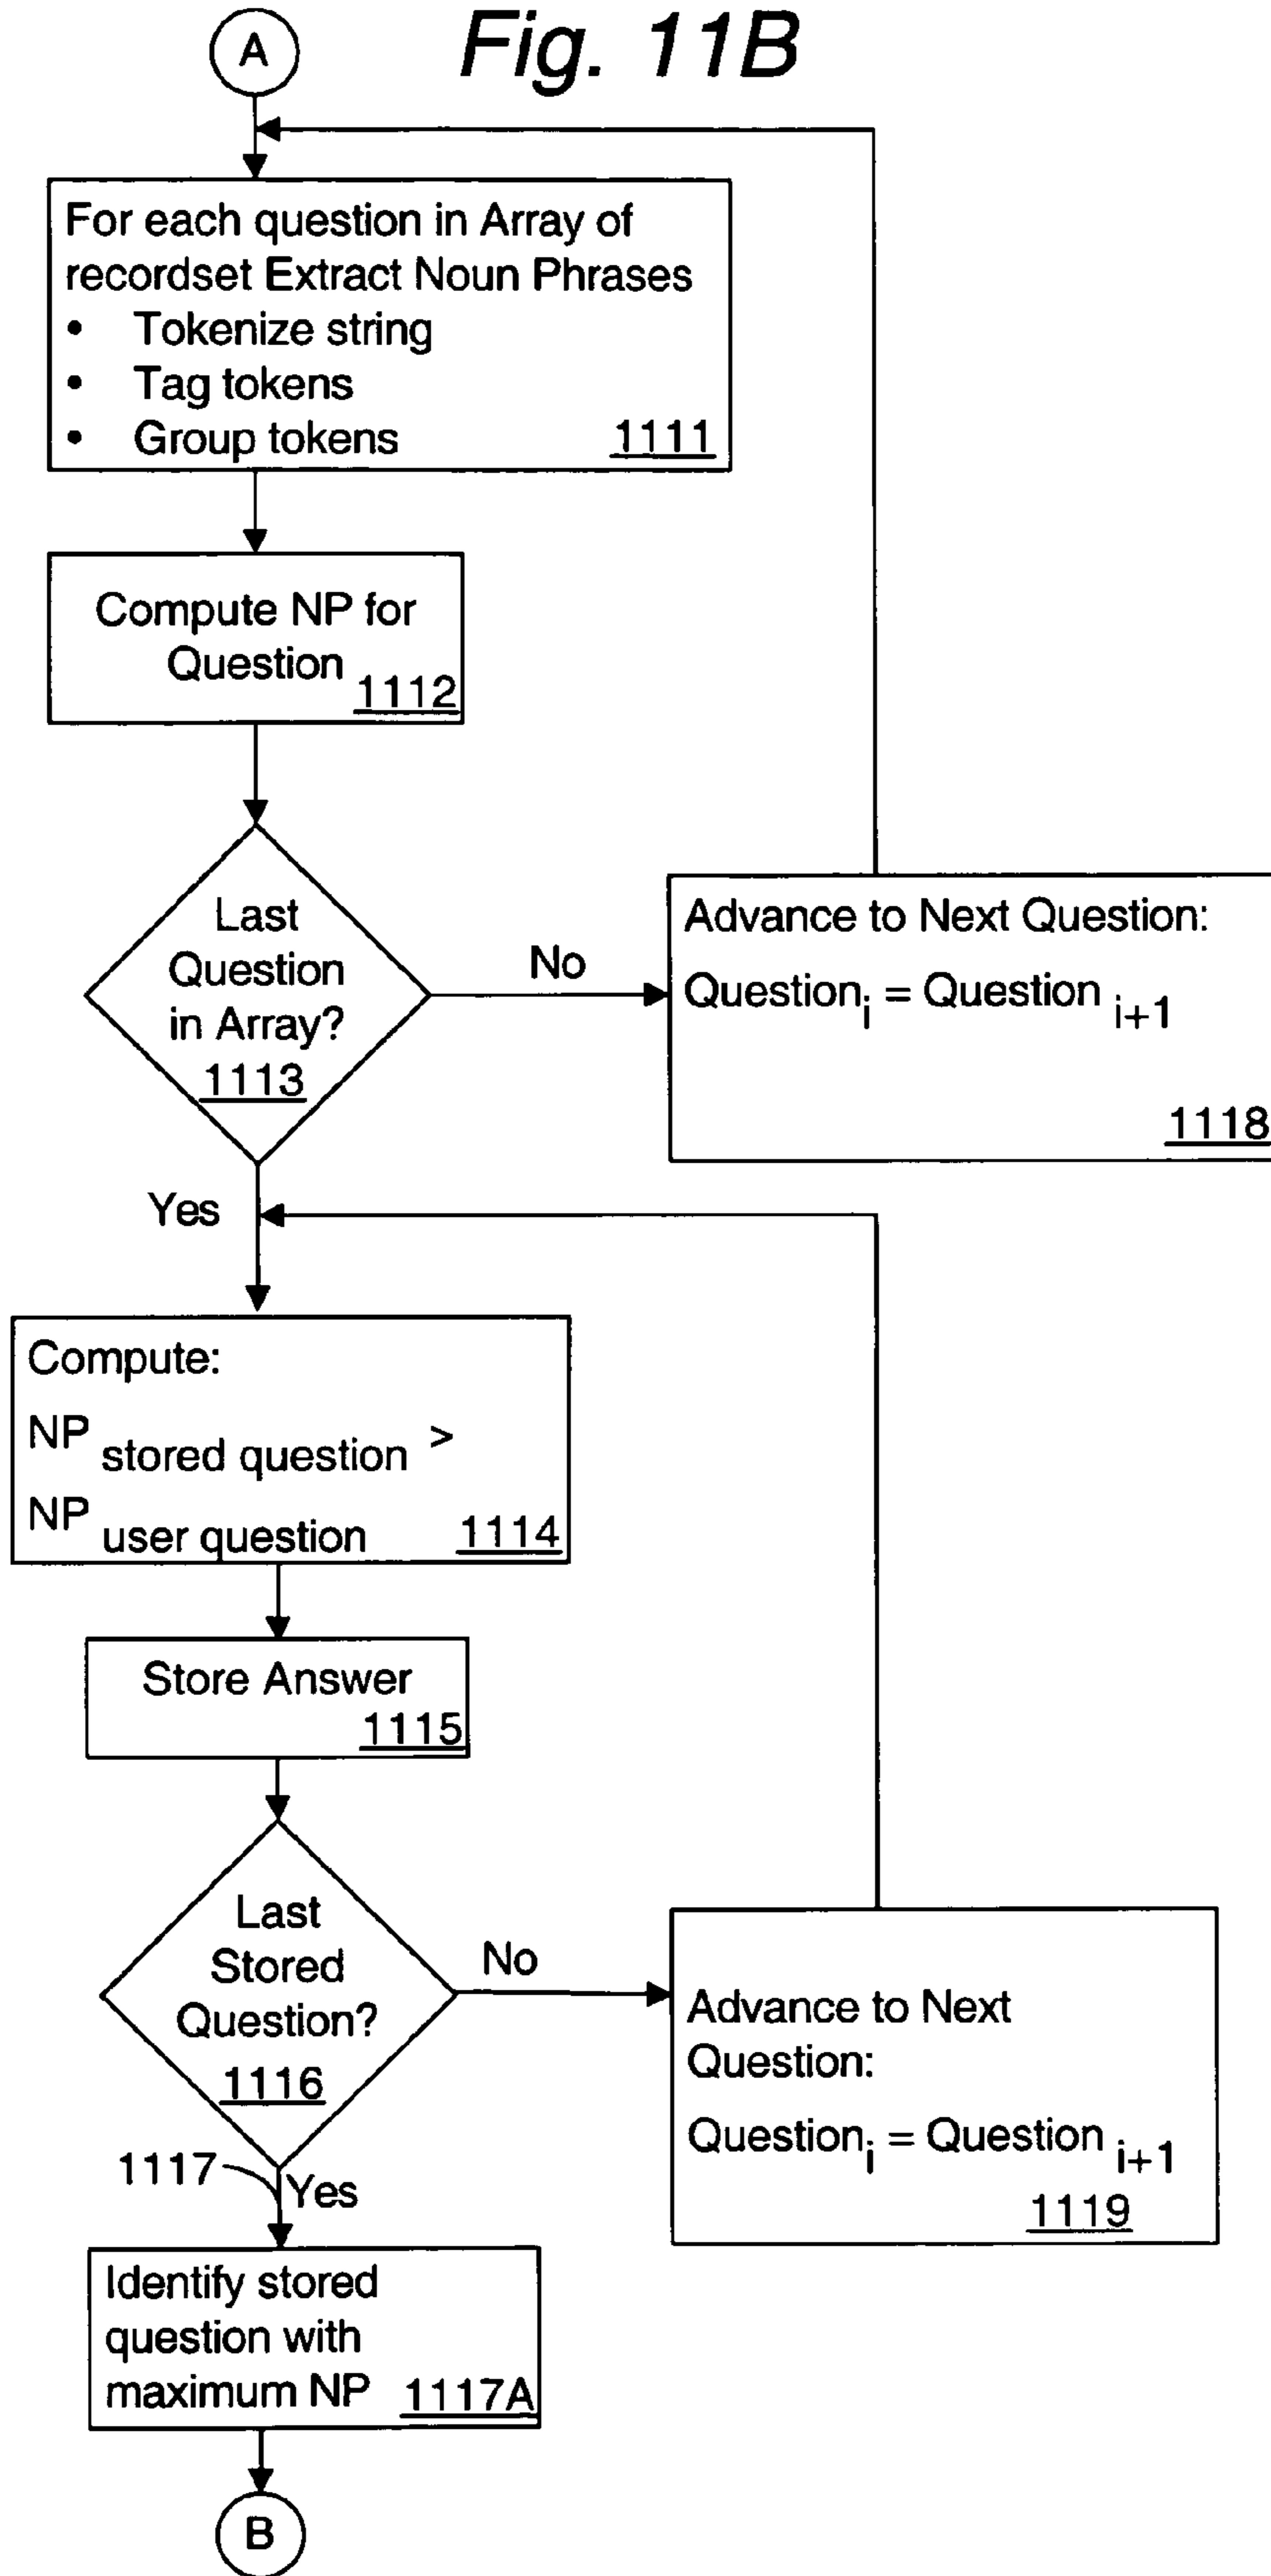 Fig. 11B
A
For each question in Array of
recordset Extract Noun Phrases
• Tokenize string
• Tag tokens
• Group tokens 1111
Compute NP for
Question 1112
Last
Question
in Array?
1113
No
Advance to Next Question:
Question i = Question i+1
1118
Yes
Compute:
NP stored question >
NP user question 1114
Store Answer
1115
Last
Stored
Question?
1116
No
Advance to Next
Question:
Question i = Question i+1
1119
1117
Yes
Identify stored
question with
maximum NP 1117A
B